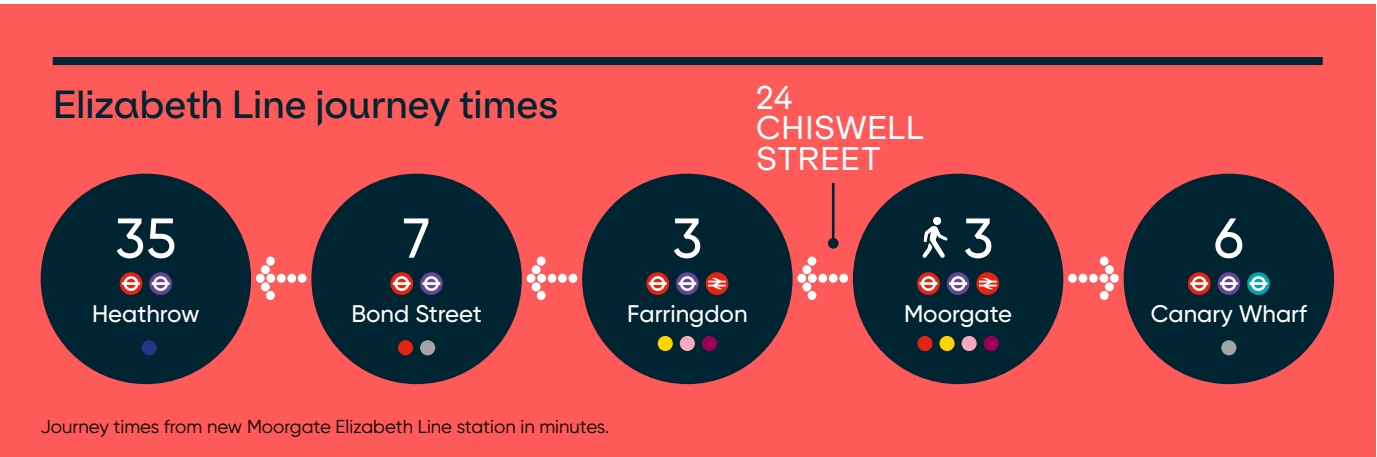 Elizabeth Line journey times
24
CHISWELL
STREET
35
Heathrow
7
Bond Street
3
Farringdon
3
Moorgate
6
Canary Wharf
Journey times from new Moorgate Elizabeth Line station in minutes.